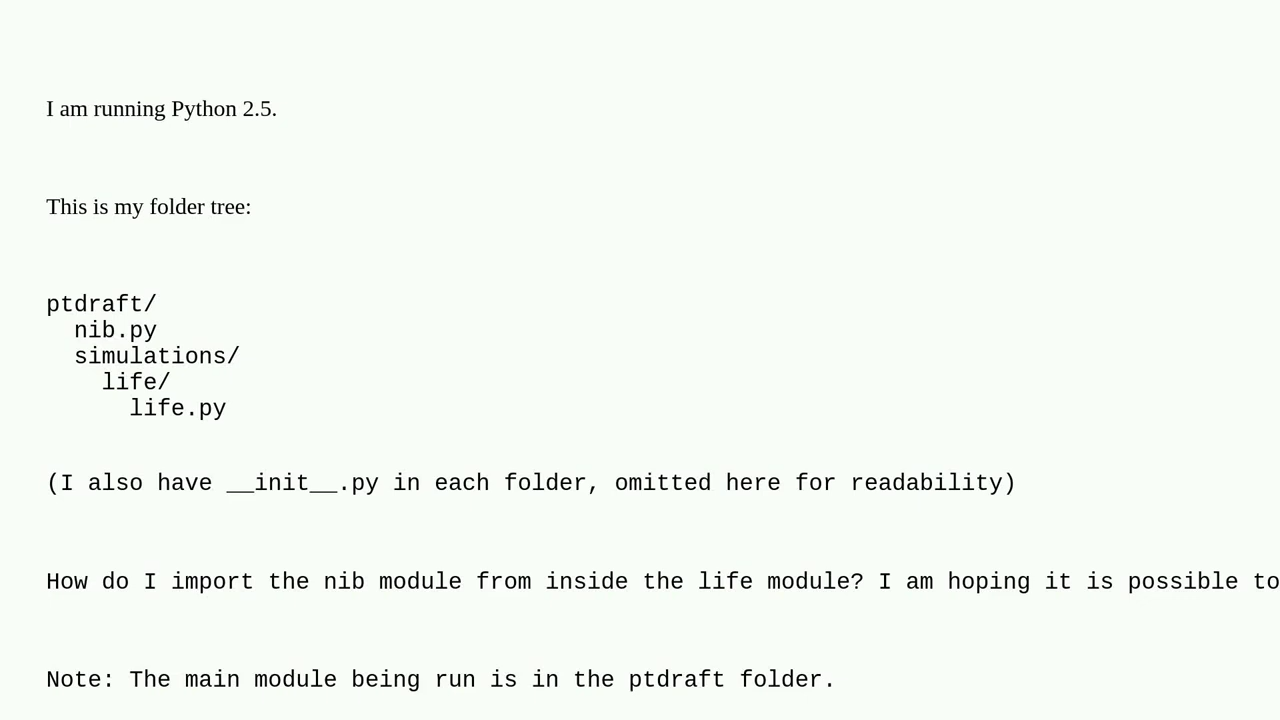 I am running Python 2.5.
This is my folder tree:
ptdraft/
  nib.py
  simulations/
    life/
      life.py
(I also have __init__.py in each folder, omitted here for readability)
How do I import the nib module from inside the life module? I am hoping it is possible to
Note: The main module being run is in the ptdraft folder.